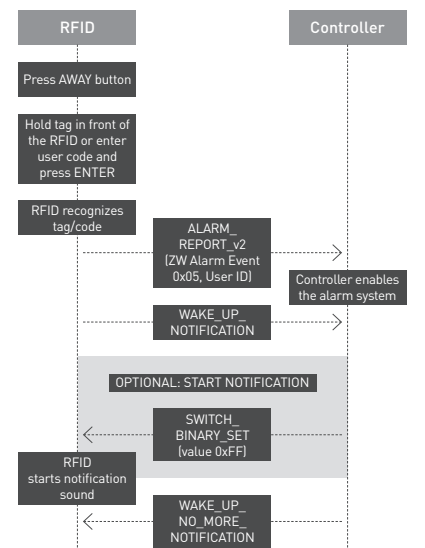 RFID
Controller
Press AWAY button
Hold tag in front of
the RFID or enter
user code and
press ENTER
RFID recognizes
tag/code
ALARM_
REPORT_v2
(ZW Alarm Event
0x05, User ID)
Controller enables
the alarm system
WAKE_UP_
NOTIFICATION
OPTIONAL: START NOTIFICATION
SWITCH_
BINARY_SET
(value 0xFF)
RFID
starts notification
sound
WAKE_UP_
NO_MORE_
NOTIFICATION